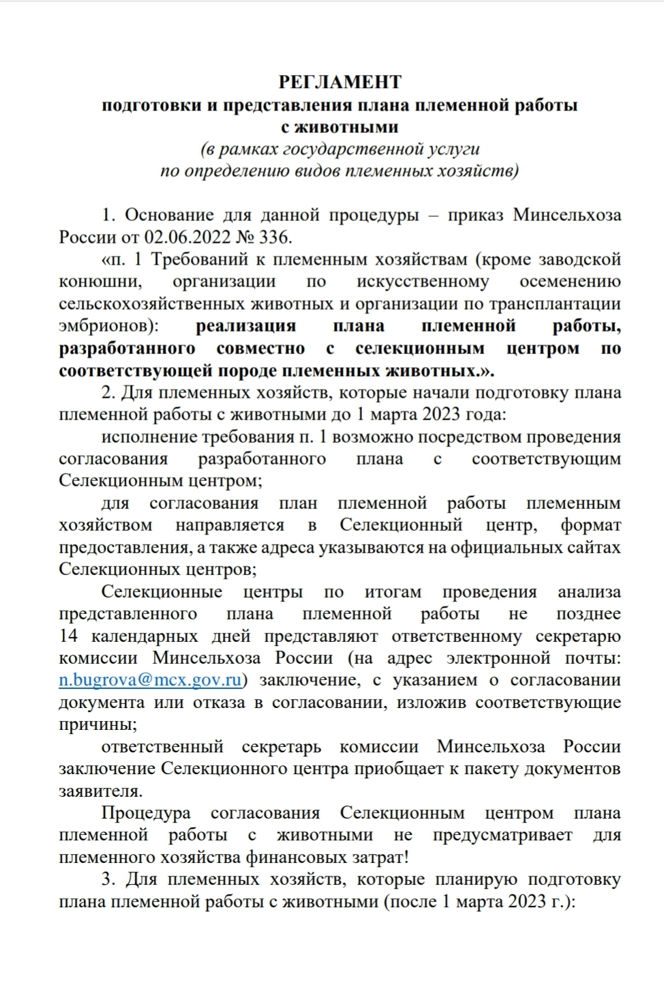 РЕГЛАМЕНТ
подготовки и представления плана племенной работы
с животными
(в рамках государственной услуги
по определению видов племенных хозяйств)
1. Основание для данной процедуры – приказ Минсельхоза
России от 02.06.2022 № 336.
«п. 1 Требований к племенным хозяйствам (кроме заводской
конюшни, организации по искусственному осеменению
сельскохозяйственных животных и организации по трансплантации
эмбрионов): реализация плана племенной работы,
разработанного совместно с селекционным центром по
соответствующей породе племенных животных.».
2. Для племенных хозяйств, которые начали подготовку плана
племенной работы с животными до 1 марта 2023 года:
исполнение требования п. 1 возможно посредством проведения
согласования разработанного плана с соответствующим
Селекционным центром;
для согласования план племенной работы племенным
хозяйством направляется в Селекционный центр, формат
предоставления, а также адреса указываются на официальных сайтах
Селекционных центров;
Селекционные центры по итогам проведения анализа
представленного плана племенной работы не позднее
14 календарных дней представляют ответственному секретарю
комиссии Минсельхоза России (на адрес электронной почты:
n.bugrova@mcx.gov.ru) заключение, с указанием о согласовании
документа или отказа в согласовании, изложив соответствующие
причины;
ответственный секретарь комиссии Минсельхоза России
заключение Селекционного центра приобщает к пакету документов
заявителя.
Процедура согласования Селекционным центром плана
племенной работы с животными не предусматривает для
племенного хозяйства финансовых затрат!
3. Для племенных хозяйств, которые планирую подготовку
плана племенной работы с животными (после 1 марта 2023 г.):